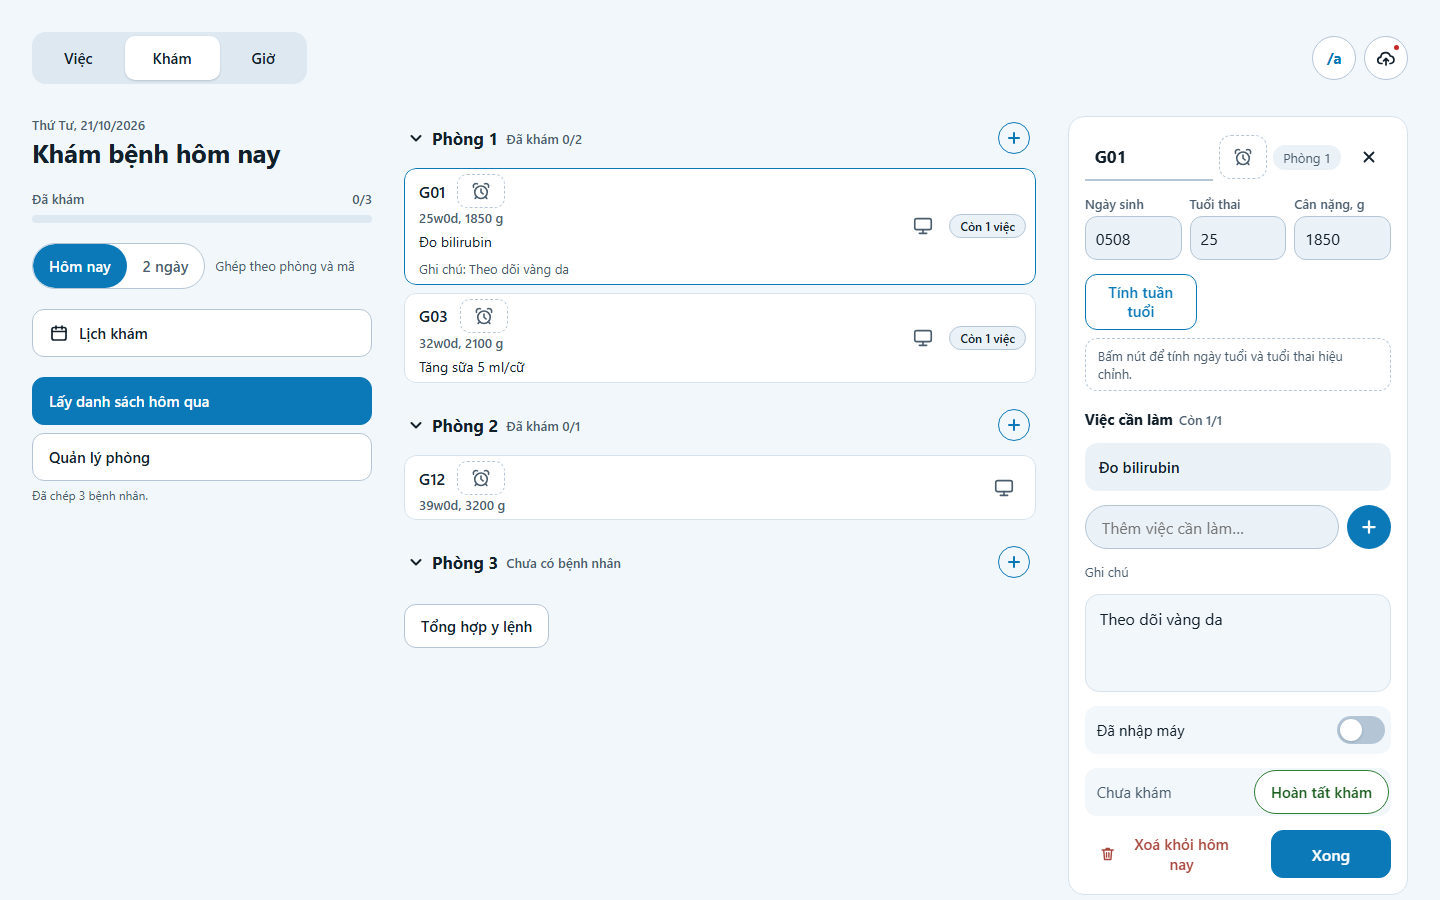 Việc
Khám
Giờ
/a
Thứ Tư, 21/10/2026
Khám bệnh hôm nay
Đã khám
0/3
Hôm nay
2 ngày
Ghép theo phòng và mã
Lịch khám
Lấy danh sách hôm qua
Quản lý phòng
Đã chép 3 bệnh nhân.
Phòng 1 Đã khám 0/2
G01
25w0d, 1850 g
Đo bilirubin
Ghi chú: Theo dõi vàng da
Còn 1 việc
G03
32w0d, 2100 g
Tăng sữa 5 ml/cữ
Còn 1 việc
Phòng 2 Đã khám 0/1
G12
39w0d, 3200 g
Phòng 3 Chưa có bệnh nhân
Tổng hợp y lệnh
G01
Phòng 1
Ngày sinh
Tuổi thai
Cân nặng, g
0508
25
1850
Tính tuần
tuổi
Bấm nút để tính ngày tuổi và tuổi thai hiệu
chỉnh.
Việc cần làm Còn 1/1
Đo bilirubin
Thêm việc cần làm...
Ghi chú
Theo dõi vàng da
Đã nhập máy
Chưa khám
Hoàn tất khám
Xoá khỏi hôm
nay
Xong